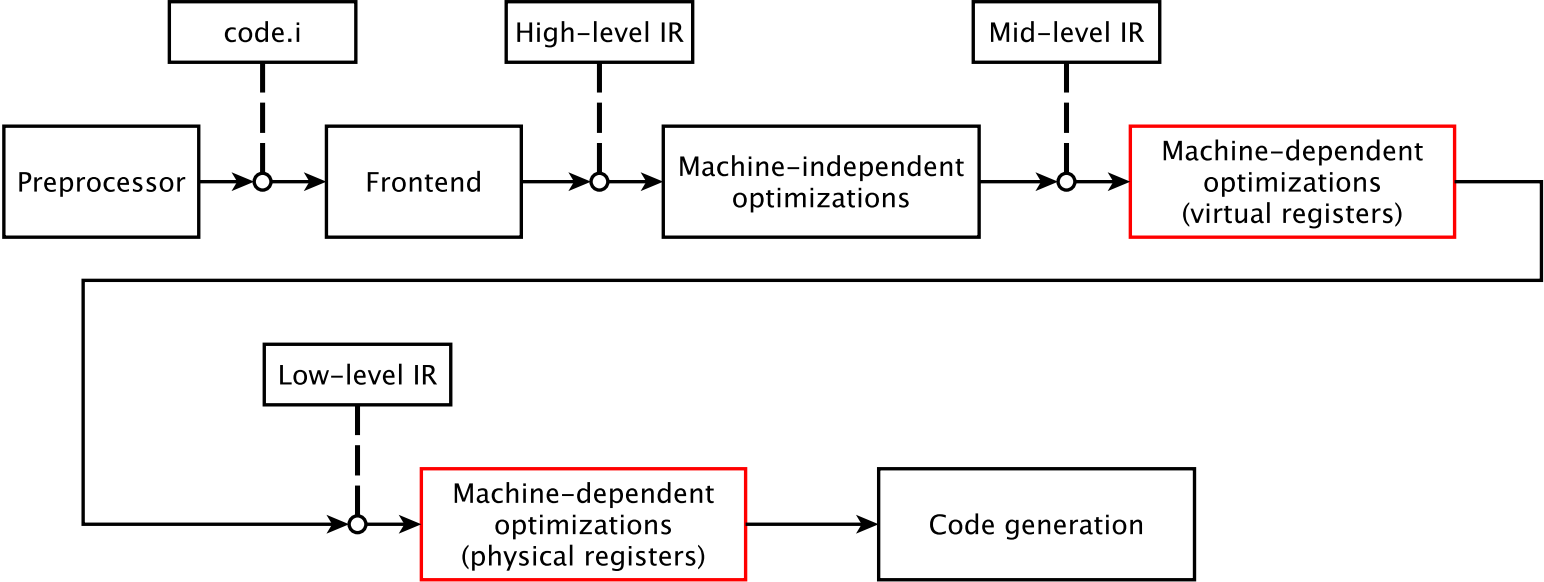 code.i
High-level IR
Mid-level IR
Preprocessor
Frontend
Machine-independent
optimizations
Machine-dependent
optimizations
(virtual registers)
Low-level IR
Machine-dependent
optimizations
(physical registers)
Code generation